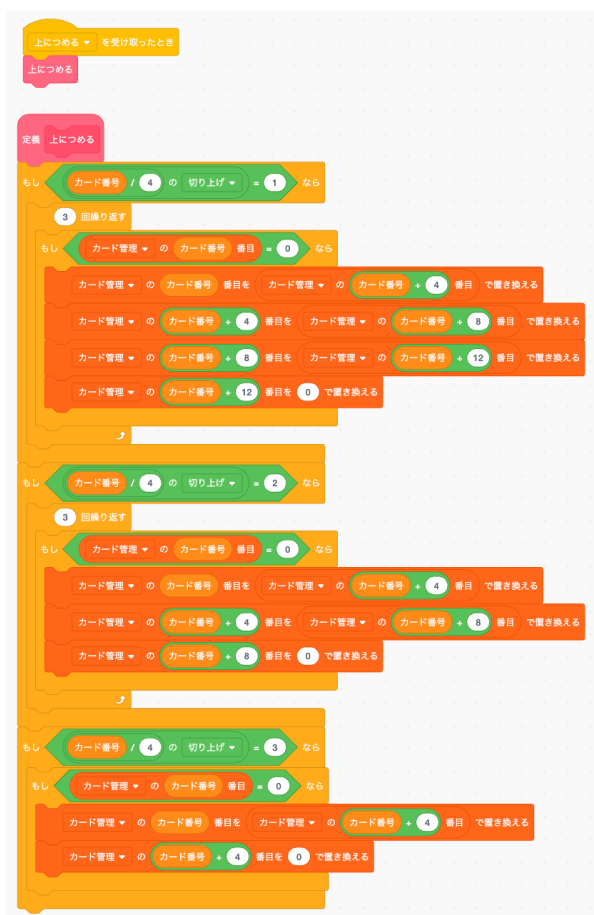 上につめる を受け取ったとき
上につめる
定義 上につめる
もし カード番号 / 4 の 切り上げ = 1 なら
3 回繰り返す
もし カード管理 の カード番号 番目 = 0 なら
カード管理 の カード番号 番目を カード管理 の カード番号 + 4 番目 で置き換える
カード管理 の カード番号 + 4 番目を カード管理 の カード番号 + 8 番目 で置き換える
カード管理 の カード番号 + 8 番目を カード管理 の カード番号 + 12 番目 で置き換える
カード管理 の カード番号 + 12 番目を 0 で置き換える
もし カード番号 / 4 の 切り上げ = 2 なら
3 回繰り返す
もし カード管理 の カード番号 番目 = 0 なら
カード管理 の カード番号 番目を カード管理 の カード番号 + 4 番目 で置き換える
カード管理 の カード番号 + 4 番目を カード管理 の カード番号 + 8 番目 で置き換える
カード管理 の カード番号 + 8 番目を 0 で置き換える
もし カード番号 / 4 の 切り上げ = 3 なら
もし カード管理 の カード番号 番目 = 0 なら
カード管理 の カード番号 番目を カード管理 の カード番号 + 4 番目 で置き換える
カード管理 の カード番号 + 4 番目を 0 で置き換える